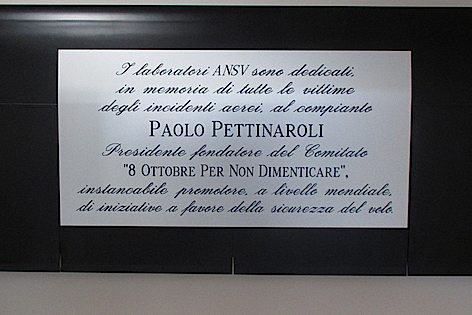 I laboratori ANSV sono dedicati,
in memoria di tutte le vittime
degli incidenti aerei, al compianto
PAOLO PETTINAROLI
Presidente fondatore del Comitato
"8 OTTOBRE PER NON DIMENTICARE",
instancabile promotore, a livello mondiale,
di iniziative a favore della sicurezza del volo.